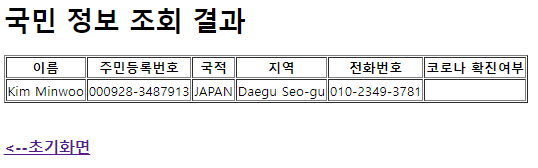 국민 정보 조회 결과
이름 주민등록번호 국적 지역 전화번호 코로나 확진여부
Kim Minwoo 000928-3487913 JAPAN Daegu Seo-gu 010-2349-3781
<--초기화면